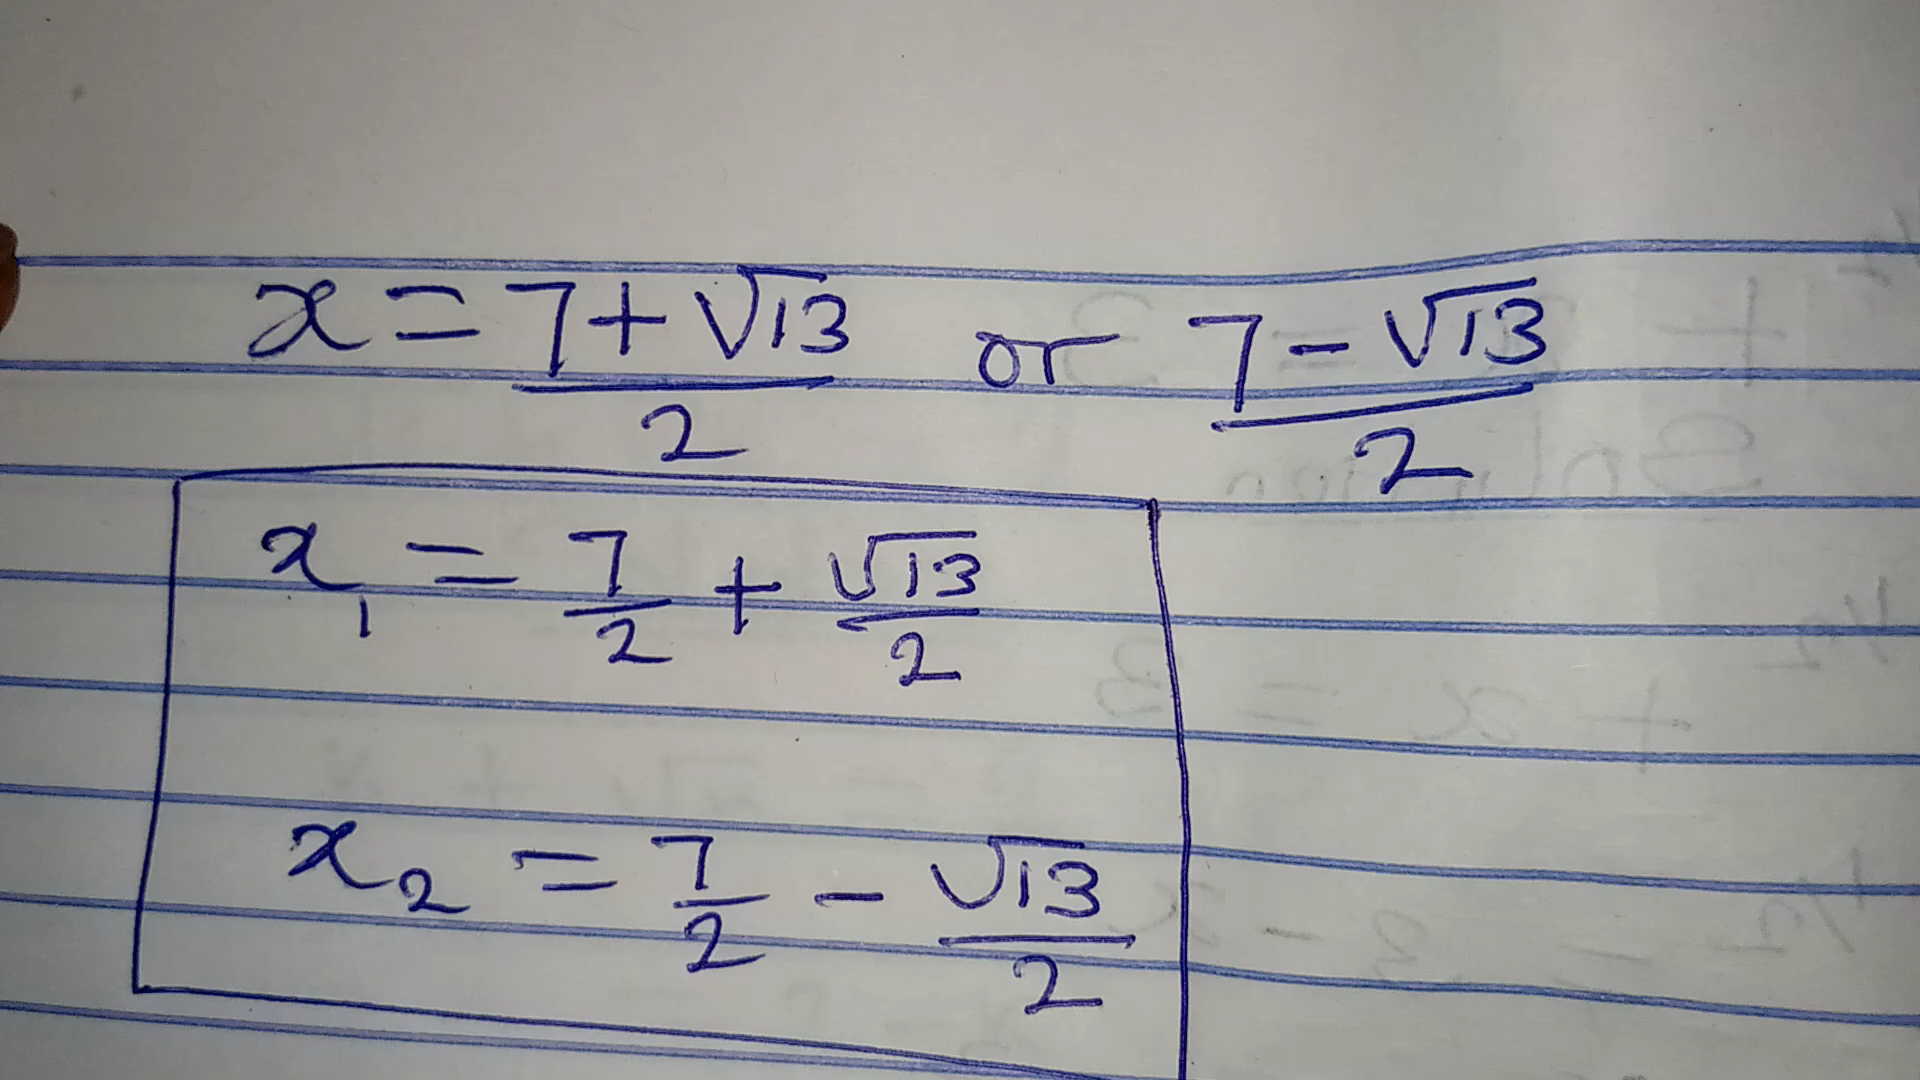 x = 7 + √13 / 2 or 7 - √13 / 2
x₁ = 7/2 + √13/2
x₂ = 7/2 - √13/2